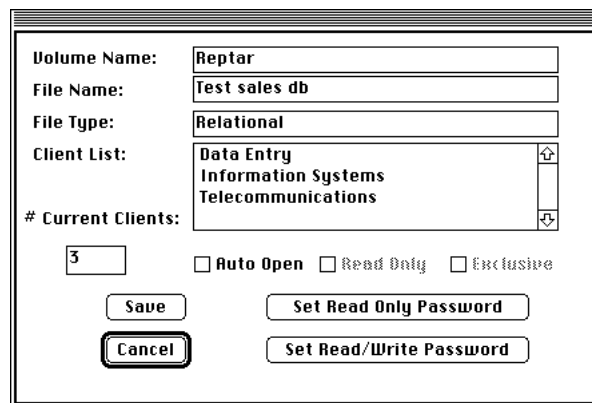 Volume Name: Reptar
File Name: Test sales db
File Type: Relational
Client List: Data Entry
Information Systems
Telecommunications
# Current Clients:
3 Auto Open Read Only Exclusive
Save Set Read Only Password
Cancel Set Read/Write Password